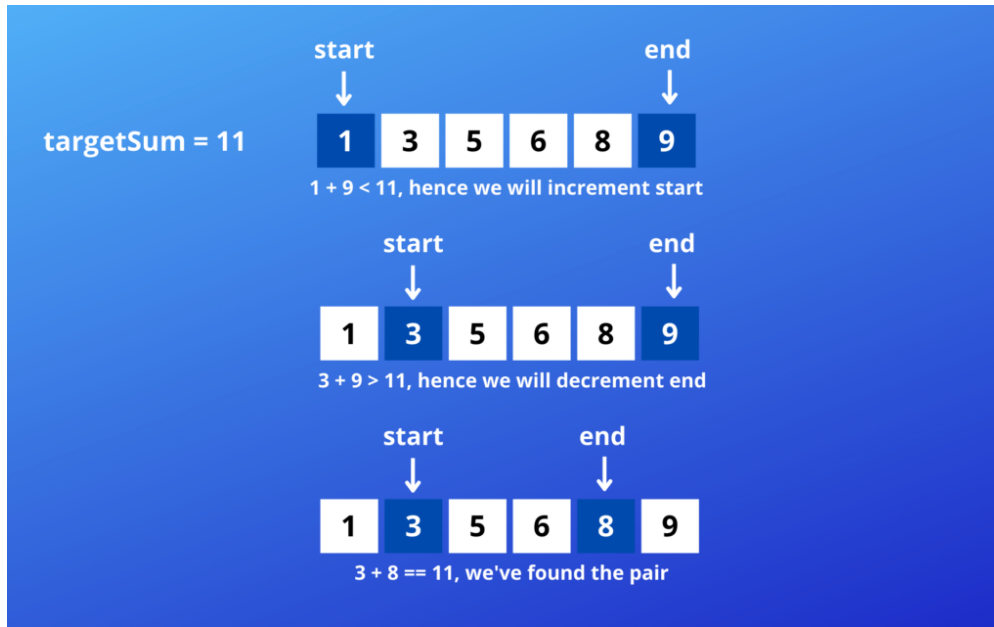 start end
targetSum = 11
1 3 5 6 8 9
1 + 9 < 11, hence we will increment start
start end
1 3 5 6 8 9
3 + 9 > 11, hence we will decrement end
start end
1 3 5 6 8 9
3 + 8 == 11, we've found the pair